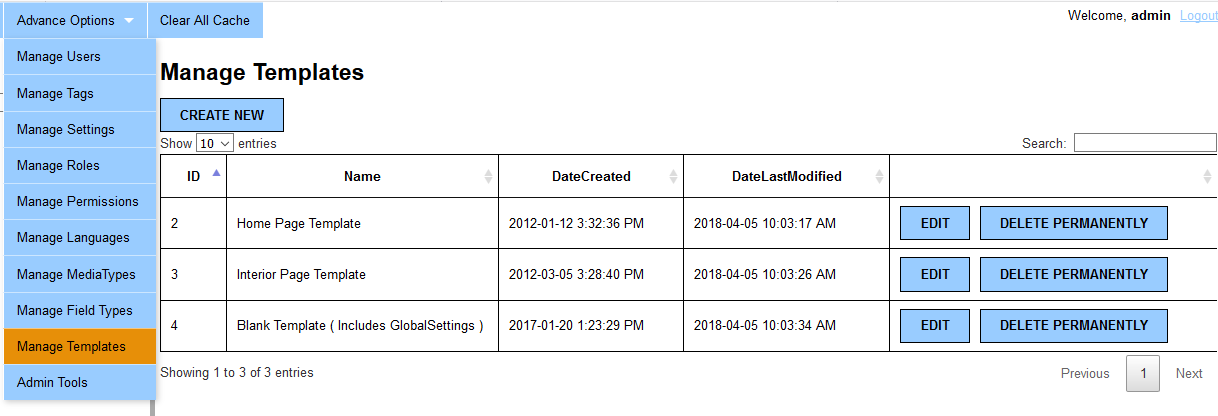 Advance Options
Clear All Cache
Welcome, admin Logout
Manage Users
Manage Tags
Manage Settings
Manage Roles
Manage Permissions
Manage Languages
Manage MediaTypes
Manage Field Types
Manage Templates
Admin Tools
Manage Templates
CREATE NEW
Show 10 entries
Search:
ID Name DateCreated DateLastModified
2 Home Page Template 2012-01-12 3:32:36 PM 2018-04-05 10:03:17 AM EDIT DELETE PERMANENTLY
3 Interior Page Template 2012-03-05 3:28:40 PM 2018-04-05 10:03:26 AM EDIT DELETE PERMANENTLY
4 Blank Template ( Includes GlobalSettings ) 2017-01-20 1:23:29 PM 2018-04-05 10:03:34 AM EDIT DELETE PERMANENTLY
Showing 1 to 3 of 3 entries
Previous 1 Next